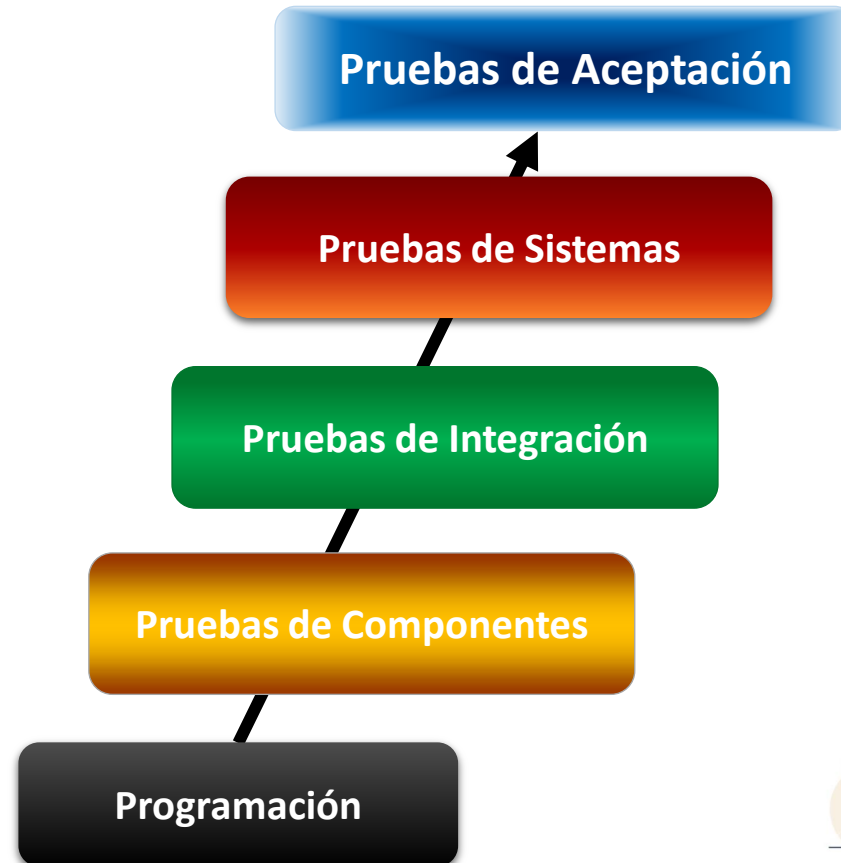 Pruebas de Aceptación
Pruebas de Sistemas
Pruebas de Integración
Pruebas de Componentes
Programación